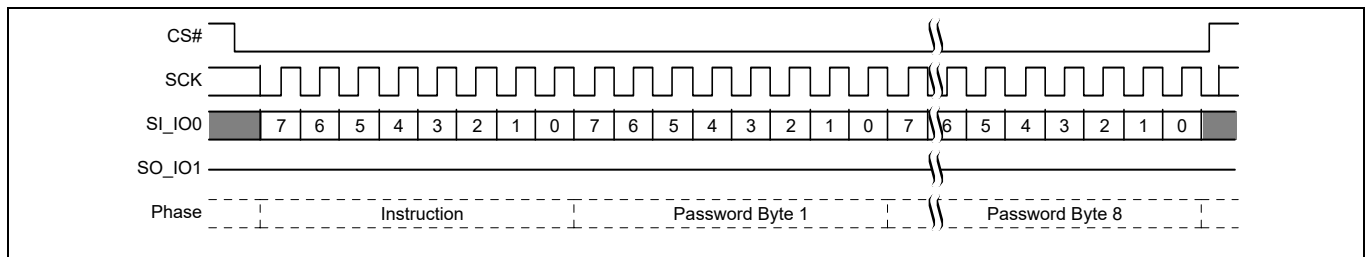 CS#
SCK
SI_IO0 7 6 5 4 3 2 1 0 7 6 5 4 3 2 1 0 7 6 5 4 3 2 1 0
SO_IO1
Phase Instruction Password Byte 1 Password Byte 8